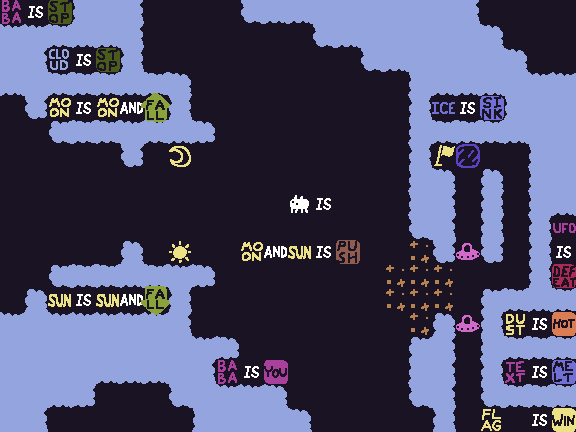 BABA IS STOP
CLOUD IS STOP
MOON IS MOON AND FALL
ICE IS SINK
IS
UFO IS DEFEAT
MOON AND SUN IS PUSH
SUN IS SUN AND FALL
DUST IS HOT
BABA IS YOU
TEXT IS MELT
FLAG IS WIN